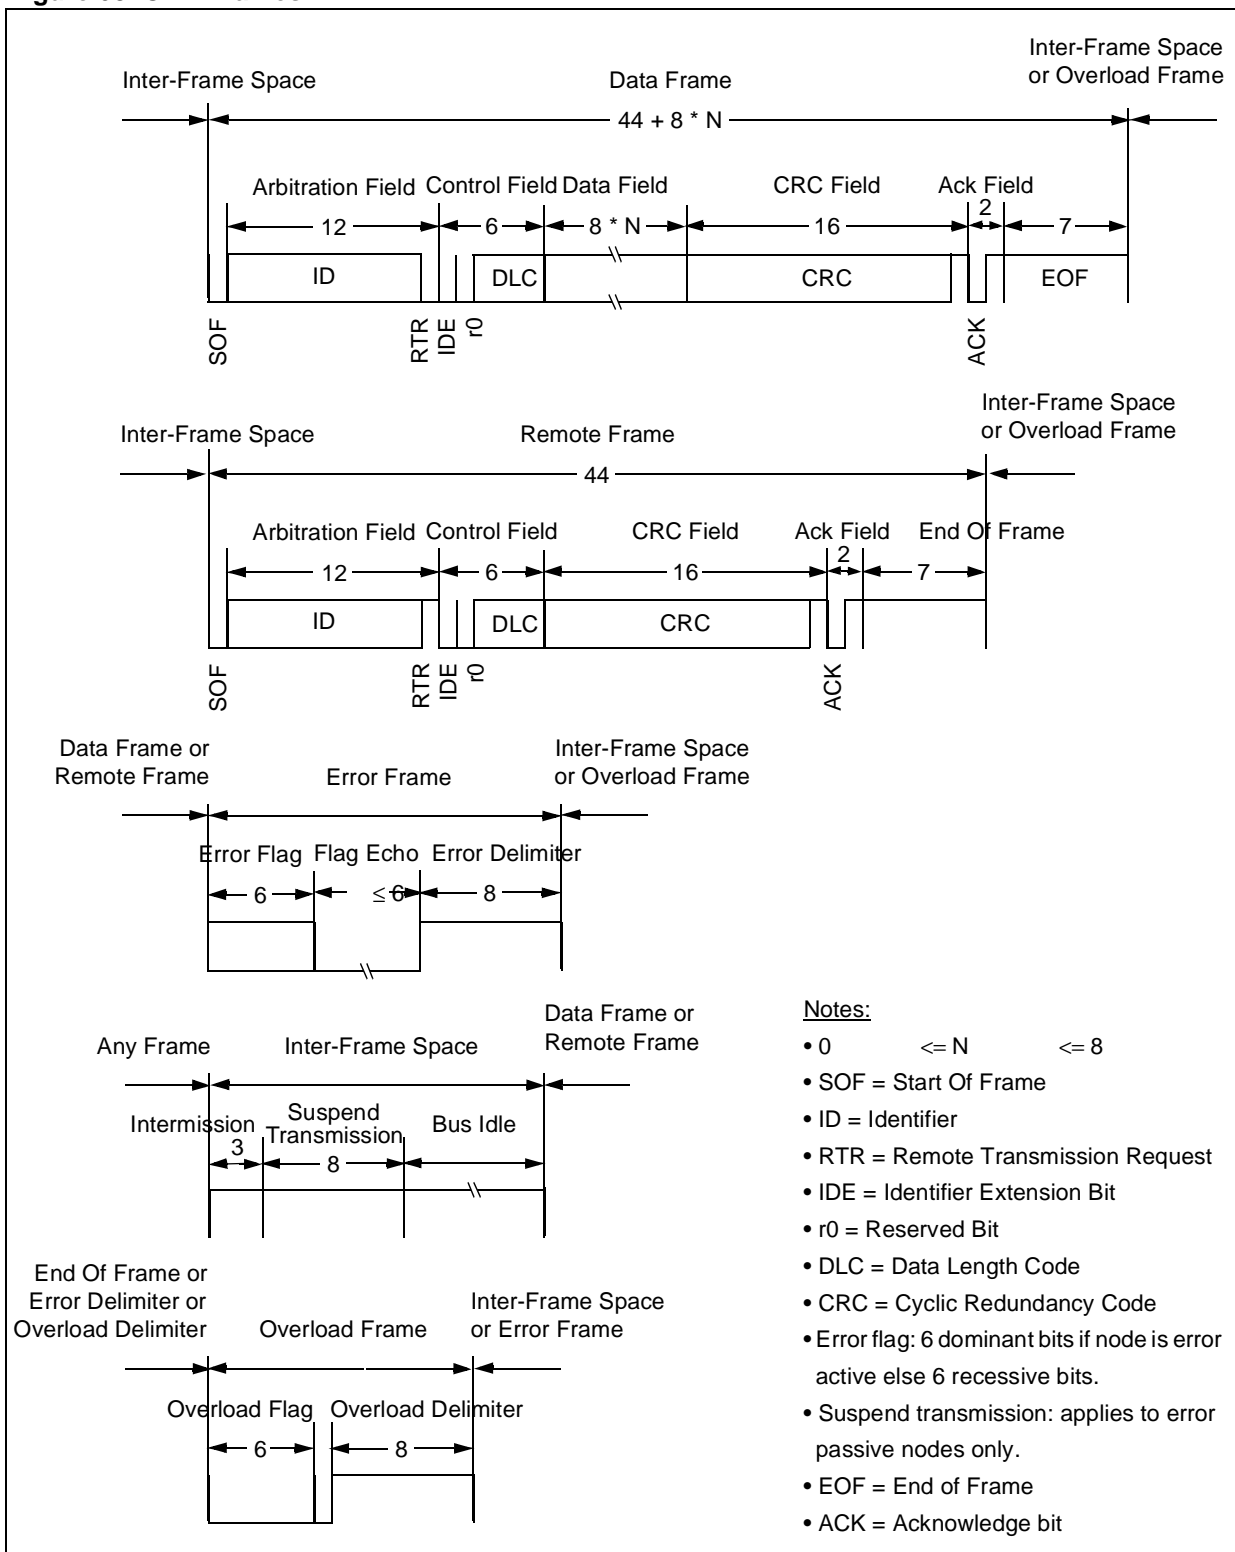 Inter-Frame Space
Data Frame
Inter-Frame Space
or Overload Frame
44 + 8 * N
Arbitration Field
Control Field
Data Field
CRC Field
Ack Field
12
6
8 * N
16
2
7
ID
DLC
CRC
EOF
SOF
RTR
IDE
r0
ACK
Inter-Frame Space
Remote Frame
Inter-Frame Space
or Overload Frame
44
Arbitration Field
Control Field
CRC Field
Ack Field
End Of Frame
12
6
16
2
7
ID
DLC
CRC
SOF
RTR
IDE
r0
ACK
Data Frame or
Remote Frame
Error Frame
Inter-Frame Space
or Overload Frame
Error Flag
Flag Echo
Error Delimiter
6
≤ 6
8
Any Frame
Inter-Frame Space
Data Frame or
Remote Frame
Intermission
Suspend
Transmission
Bus Idle
3
8
End Of Frame or
Error Delimiter or
Overload Delimiter
Overload Frame
Inter-Frame Space
or Error Frame
Overload Flag
Overload Delimiter
6
8
Notes:
• 0 <= N <= 8
• SOF = Start Of Frame
• ID = Identifier
• RTR = Remote Transmission Request
• IDE = Identifier Extension Bit
• r0 = Reserved Bit
• DLC = Data Length Code
• CRC = Cyclic Redundancy Code
• Error flag: 6 dominant bits if node is error
active else 6 recessive bits.
• Suspend transmission: applies to error
passive nodes only.
• EOF = End of Frame
• ACK = Acknowledge bit